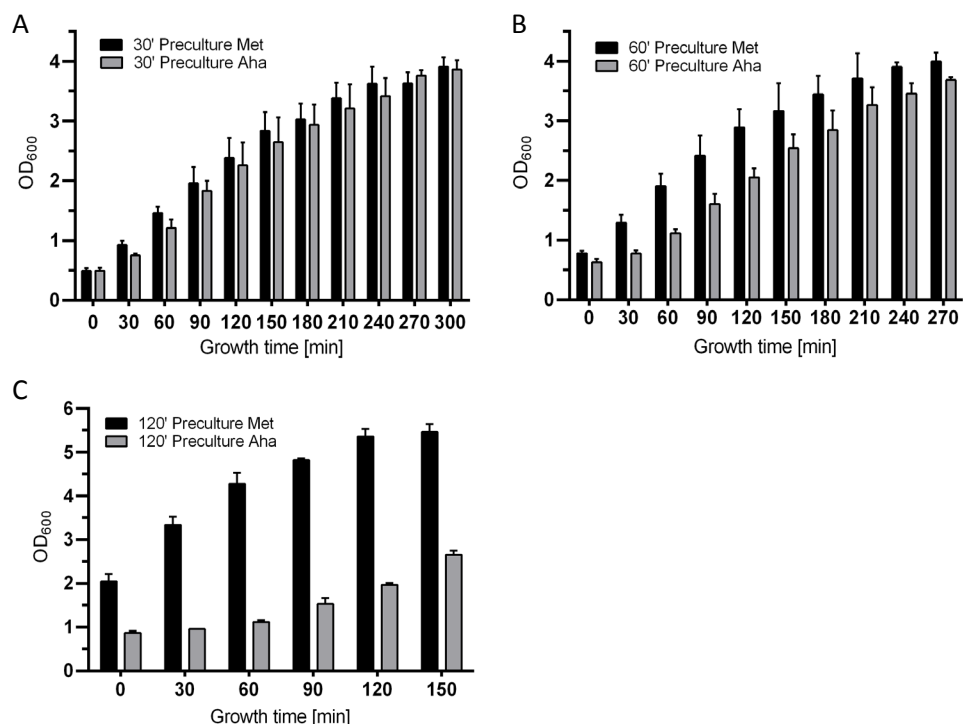 A
30' Preculture Met
30' Preculture Aha
OD600
4
3
2
1
0
0 30 60 90 120 150 180 210 240 270 300
Growth time [min]
B
60' Preculture Met
60' Preculture Aha
OD600
4
3
2
1
0
0 30 60 90 120 150 180 210 240 270
Growth time [min]
C
120' Preculture Met
120' Preculture Aha
OD600
6
5
4
3
2
1
0
0 30 60 90 120 150
Growth time [min]